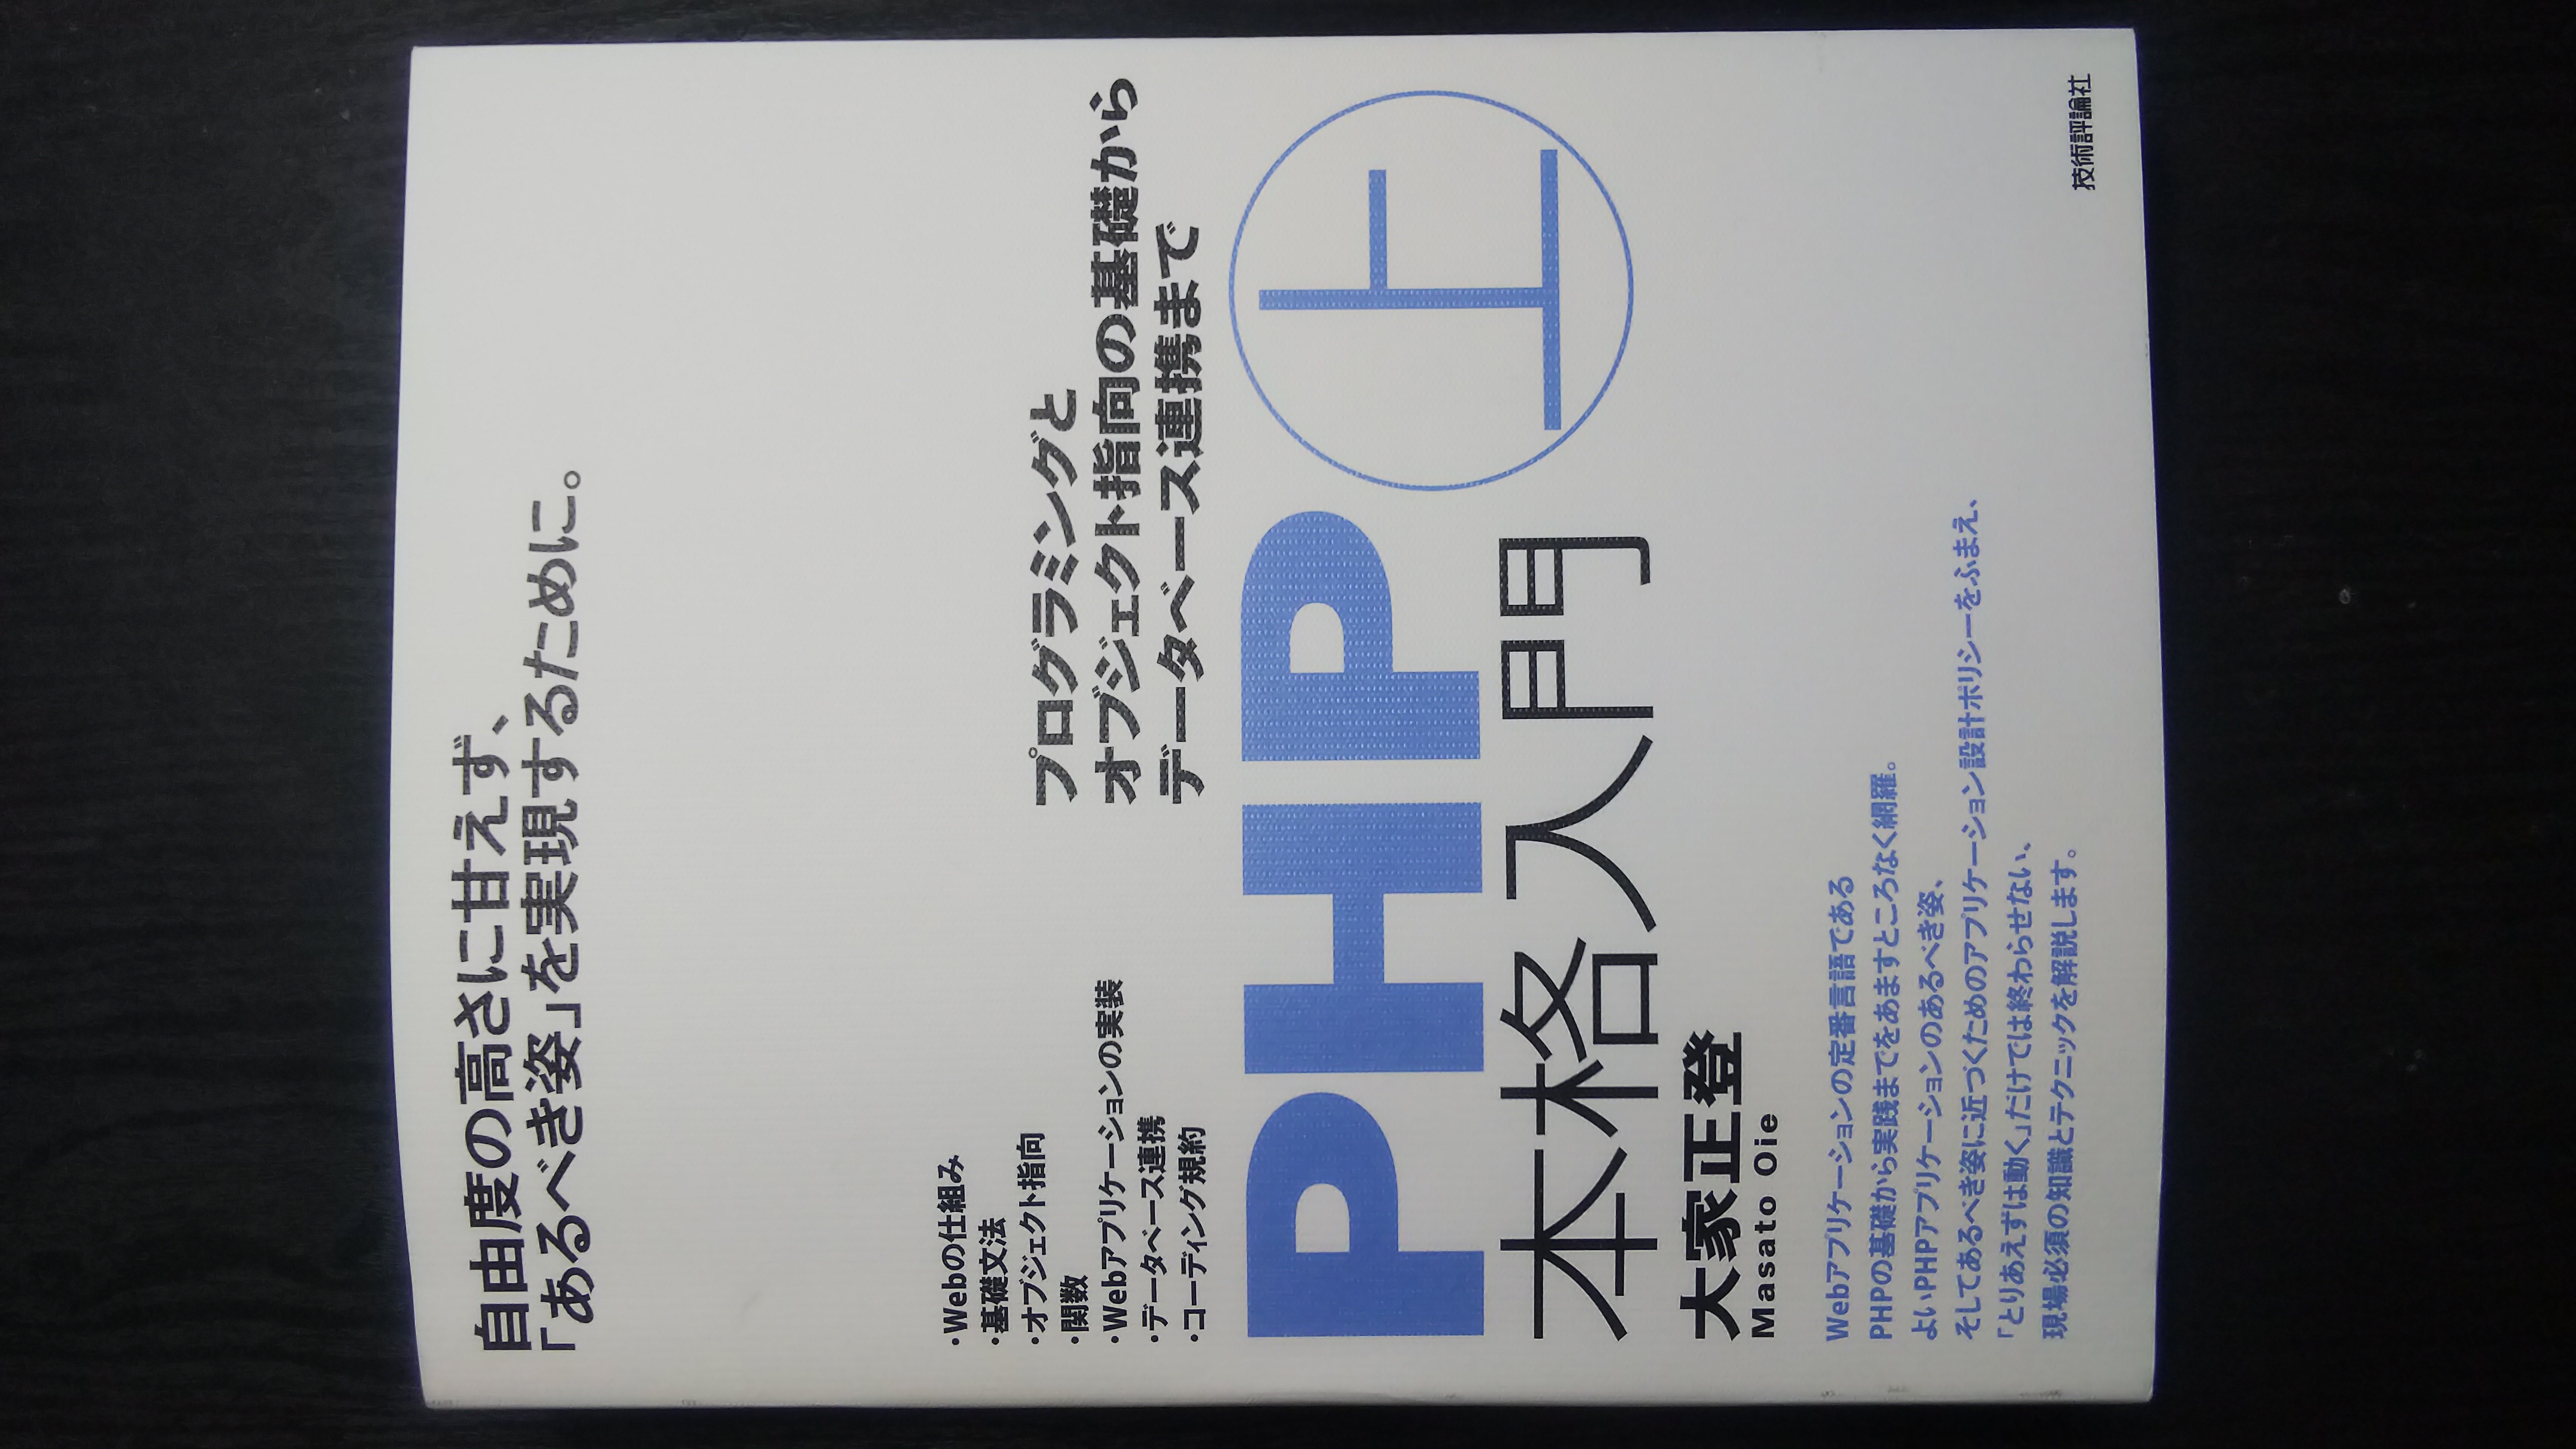 自由度の高さに甘えず、
「あるべき姿」を実現するために。
・Webの仕組み
・基礎文法
・オブジェクト指向
・関数
・Webアプリケーションの実装
・データベース連携
・コーディング規約
プログラミングと
オブジェクト指向の基礎から
データベース連携まで
PHP 上
本格入門
大家正登
Masato Oie
Webアプリケーションの定番言語である
PHPの基礎から実践までをあますところなく網羅。
よいPHPアプリケーションのあるべき姿、
そしてあるべき姿に近づくためのアプリケーション設計ポリシーをふまえ、
「とりあえずは動く」だけでは終わらせない、
現場必須の知識とテクニックを解説します。
技術評論社